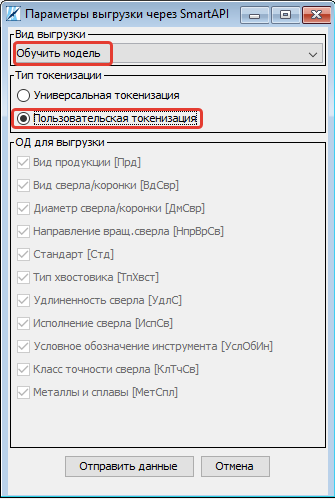 Параметры выгрузки через SmartAPI
Вид выгрузки
Обучить модель
Тип токенизации
Универсальная токенизация
Пользовательская токенизация
ОД для выгрузки
Вид продукции [Прд]
Вид сверла/коронки [ВдСвр]
Диаметр сверла/коронки [ДмСвр]
Направление вращ.сверла [НпрВрСв]
Стандарт [Стд]
Тип хвостовика [ТпХвст]
Удлиненность сверла [УдлС]
Исполнение сверла [ИспСв]
Условное обозначение инструмента [УслОбИн]
Класс точности сверла [КлТчСв]
Металлы и сплавы [МетСпл]
Отправить данные
Отмена